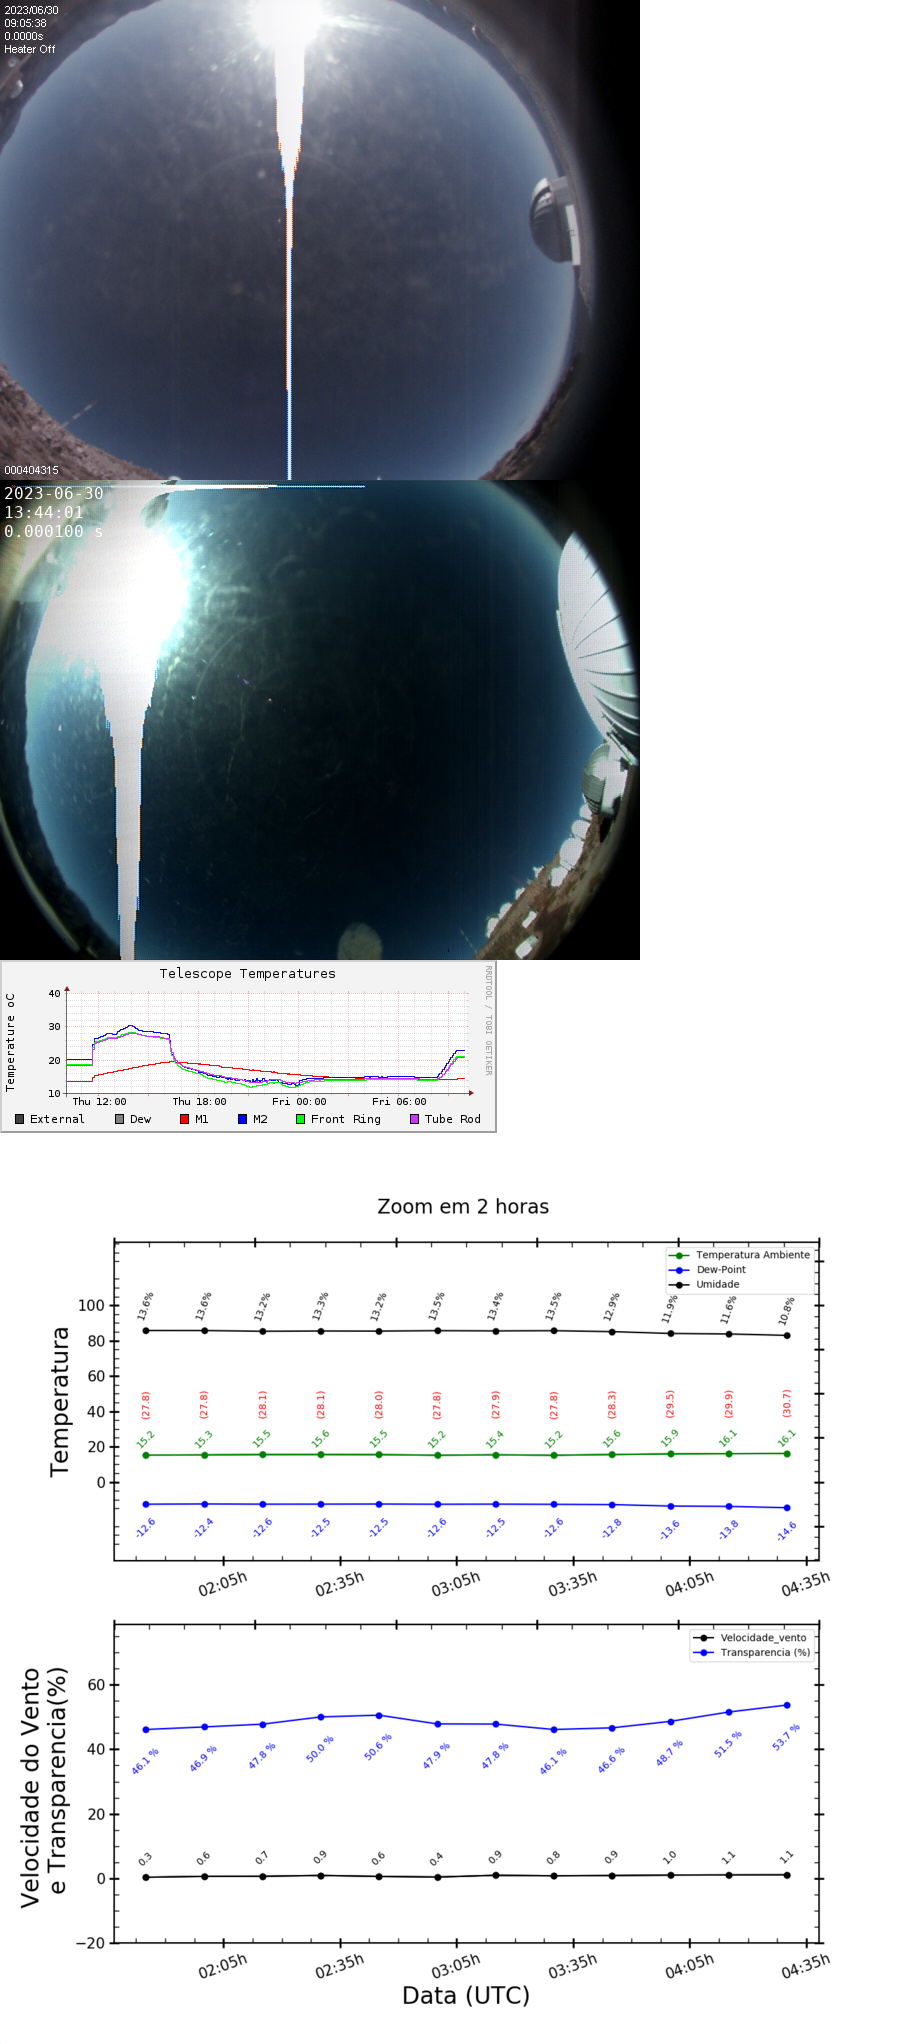 2023/06/30
09:05:38
0.0000s
Heater Off
000404315
2023-06-30
13:44:01
0.000100 s
Telescope Temperatures
RRDTOOL / TOBI OETIKER
Temperature oC
40
30
20
10
Thu 12:00 Thu 18:00 Fri 00:00 Fri 06:00
External Dew M1 M2 Front Ring Tube Rod
Zoom em 2 horas
Temperatura Ambiente
Dew-Point
Umidade
Temperatura
100
80
60
40
20
0
13.6% 13.6% 13.2% 13.3% 13.2% 13.5% 13.4% 13.5% 12.9% 11.9% 11.6% 10.8%
(27.8) (27.8) (28.1) (28.1) (28.0) (27.8) (27.9) (27.8) (28.3) (29.5) (29.9) (30.7)
15.2 15.3 15.5 15.6 15.5 15.2 15.4 15.2 15.6 15.9 16.1 16.1
-12.6 -12.4 -12.6 -12.5 -12.5 -12.6 -12.5 -12.6 -12.8 -13.6 -13.8 -14.6
02:05h 02:35h 03:05h 03:35h 04:05h 04:35h
Velocidade_vento
Transparencia (%)
Velocidade do Vento
e Transparencia(%)
60
40
20
0
−20
46.1 % 46.9 % 47.8 % 50.0 % 50.6 % 47.9 % 47.8 % 46.1 % 46.6 % 48.7 % 51.5 % 53.7 %
0.3 0.6 0.7 0.9 0.6 0.4 0.9 0.8 0.9 1.0 1.1 1.1
02:05h 02:35h 03:05h 03:35h 04:05h 04:35h
Data (UTC)